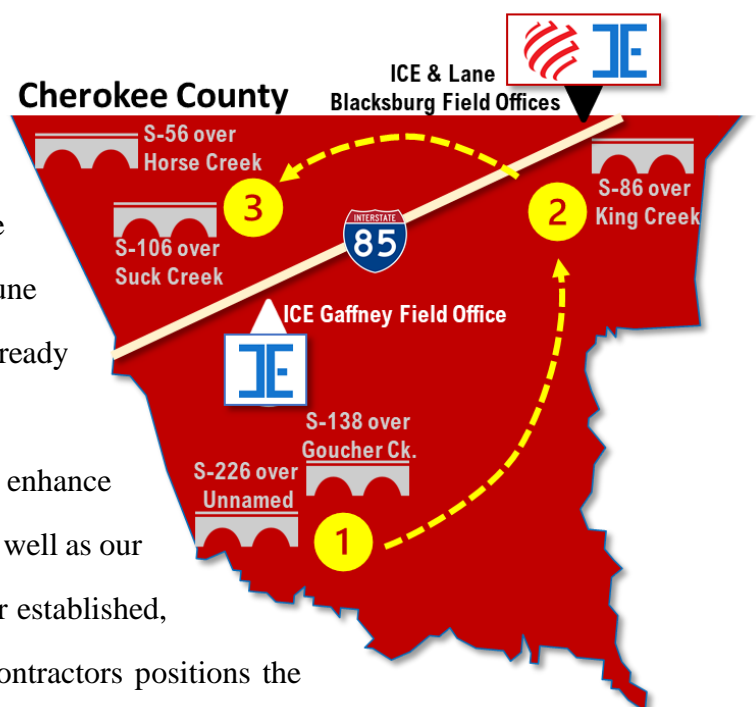 Cherokee County
ICE & Lane
Blacksburg Field Offices
S-56 over
Horse Creek
S-106 over
Suck Creek
3
INTERSTATE
85
2
S-86 over
King Creek
ICE Gaffney Field Office
S-138 over
Goucher Ck.
S-226 over
Unnamed
1
e
une
ready
enhance
well as our
r established,
ontractors positions the